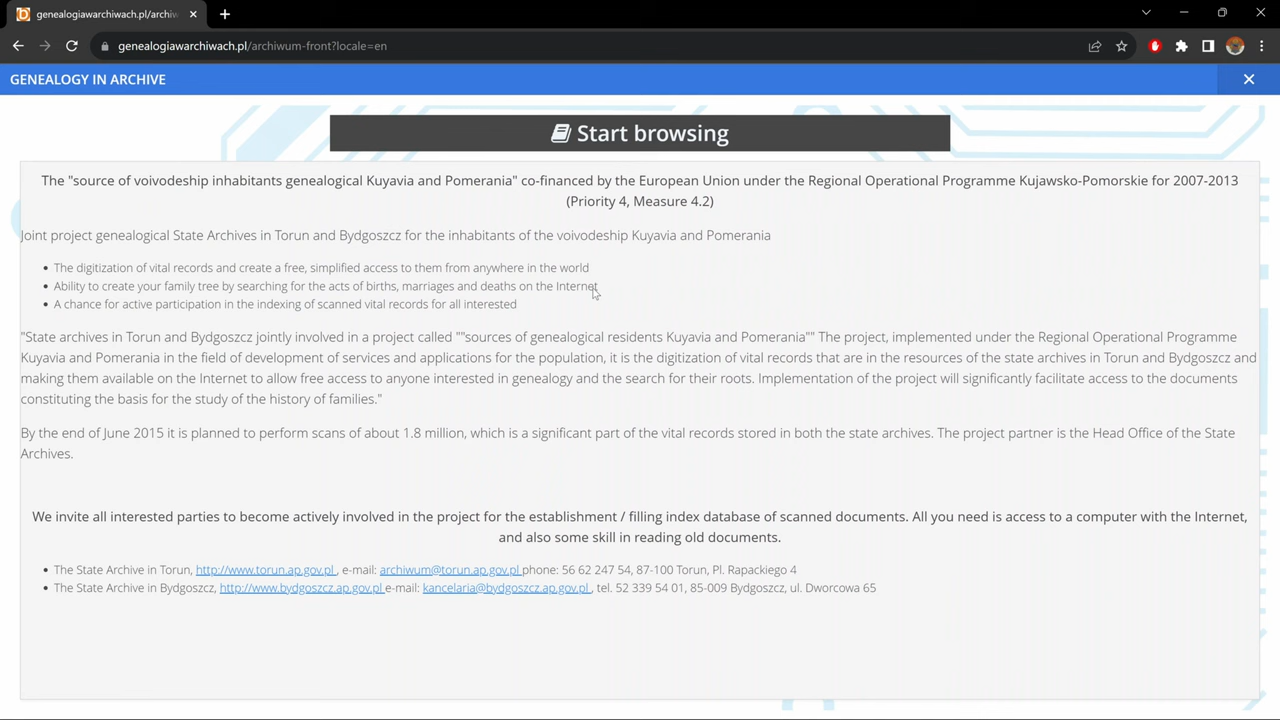 genealogiawarchiwach.pl/archiw
genealogiawarchiwach.pl/archiwum-front?locale=en
GENEALOGY IN ARCHIVE
Start browsing
The "source of voivodeship inhabitants genealogical Kuyavia and Pomerania" co-financed by the European Union under the Regional Operational Programme Kujawsko-Pomorskie for 2007-2013
(Priority 4, Measure 4.2)
Joint project genealogical State Archives in Torun and Bydgoszcz for the inhabitants of the voivodeship Kuyavia and Pomerania
• The digitization of vital records and create a free, simplified access to them from anywhere in the world
• Ability to create your family tree by searching for the acts of births, marriages and deaths on the Internet
• A chance for active participation in the indexing of scanned vital records for all interested
"State archives in Torun and Bydgoszcz jointly involved in a project called ""sources of genealogical residents Kuyavia and Pomerania"" The project, implemented under the Regional Operational Programme
Kuyavia and Pomerania in the field of development of services and applications for the population, it is the digitization of vital records that are in the resources of the state archives in Torun and Bydgoszcz and
making them available on the Internet to allow free access to anyone interested in genealogy and the search for their roots. Implementation of the project will significantly facilitate access to the documents
constituting the basis for the study of the history of families."
By the end of June 2015 it is planned to perform scans of about 1.8 million, which is a significant part of the vital records stored in both the state archives. The project partner is the Head Office of the State
Archives.
We invite all interested parties to become actively involved in the project for the establishment / filling index database of scanned documents. All you need is access to a computer with the Internet,
and also some skill in reading old documents.
• The State Archive in Torun, http://www.torun.ap.gov.pl , e-mail: archiwum@torun.ap.gov.pl phone: 56 62 247 54, 87-100 Torun, Pl. Rapackiego 4
• The State Archive in Bydgoszcz, http://www.bydgoszcz.ap.gov.pl e-mail: kancelaria@bydgoszcz.ap.gov.pl , tel. 52 339 54 01, 85-009 Bydgoszcz, ul. Dworcowa 65